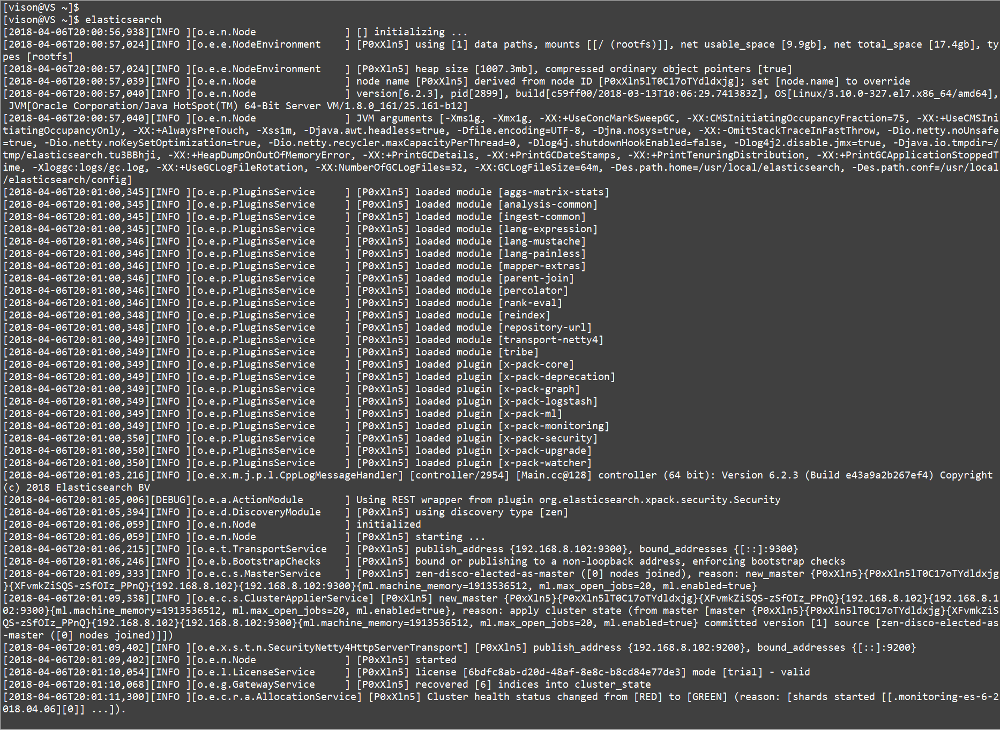 [vison@VS ~]$
[vison@VS ~]$ elasticsearch
[2018-04-06T20:00:56,938][INFO ][o.e.n.Node               ] [] initializing ...
[2018-04-06T20:00:57,024][INFO ][o.e.e.NodeEnvironment    ] [P0xXln5] using [1] data paths, mounts [[/ (rootfs)]], net usable_space [9.9gb], net total_space [17.4gb], ty
pes [rootfs]
[2018-04-06T20:00:57,024][INFO ][o.e.e.NodeEnvironment    ] [P0xXln5] heap size [1007.3mb], compressed ordinary object pointers [true]
[2018-04-06T20:00:57,039][INFO ][o.e.n.Node               ] node name [P0xXln5] derived from node ID [P0xXln5lT0C17oTYdldxjg]; set [node.name] to override
[2018-04-06T20:00:57,040][INFO ][o.e.n.Node               ] version[6.2.3], pid[2899], build[c59ff00/2018-03-13T10:06:29.741383Z], OS[Linux/3.10.0-327.el7.x86_64/amd64],
 JVM[Oracle Corporation/Java HotSpot(TM) 64-Bit Server VM/1.8.0_161/25.161-b12]
[2018-04-06T20:00:57,040][INFO ][o.e.n.Node               ] JVM arguments [-Xms1g, -Xmx1g, -XX:+UseConcMarkSweepGC, -XX:CMSInitiatingOccupancyFraction=75, -XX:+UseCMSIni
tiatingOccupancyOnly, -XX:+AlwaysPreTouch, -Xss1m, -Djava.awt.headless=true, -Dfile.encoding=UTF-8, -Djna.nosys=true, -XX:-OmitStackTraceInFastThrow, -Dio.netty.noUnsafe
=true, -Dio.netty.noKeySetOptimization=true, -Dio.netty.recycler.maxCapacityPerThread=0, -Dlog4j.shutdownHookEnabled=false, -Dlog4j2.disable.jmx=true, -Djava.io.tmpdir=/
tmp/elasticsearch.tu3BBhji, -XX:+HeapDumpOnOutOfMemoryError, -XX:+PrintGCDetails, -XX:+PrintGCDateStamps, -XX:+PrintTenuringDistribution, -XX:+PrintGCApplicationStoppedT
ime, -Xloggc:logs/gc.log, -XX:+UseGCLogFileRotation, -XX:NumberOfGCLogFiles=32, -XX:GCLogFileSize=64m, -Des.path.home=/usr/local/elasticsearch, -Des.path.conf=/usr/local
/elasticsearch/config]
[2018-04-06T20:01:00,345][INFO ][o.e.p.PluginsService     ] [P0xXln5] loaded module [aggs-matrix-stats]
[2018-04-06T20:01:00,345][INFO ][o.e.p.PluginsService     ] [P0xXln5] loaded module [analysis-common]
[2018-04-06T20:01:00,345][INFO ][o.e.p.PluginsService     ] [P0xXln5] loaded module [ingest-common]
[2018-04-06T20:01:00,345][INFO ][o.e.p.PluginsService     ] [P0xXln5] loaded module [lang-expression]
[2018-04-06T20:01:00,346][INFO ][o.e.p.PluginsService     ] [P0xXln5] loaded module [lang-mustache]
[2018-04-06T20:01:00,346][INFO ][o.e.p.PluginsService     ] [P0xXln5] loaded module [lang-painless]
[2018-04-06T20:01:00,346][INFO ][o.e.p.PluginsService     ] [P0xXln5] loaded module [mapper-extras]
[2018-04-06T20:01:00,346][INFO ][o.e.p.PluginsService     ] [P0xXln5] loaded module [parent-join]
[2018-04-06T20:01:00,346][INFO ][o.e.p.PluginsService     ] [P0xXln5] loaded module [percolator]
[2018-04-06T20:01:00,346][INFO ][o.e.p.PluginsService     ] [P0xXln5] loaded module [rank-eval]
[2018-04-06T20:01:00,348][INFO ][o.e.p.PluginsService     ] [P0xXln5] loaded module [reindex]
[2018-04-06T20:01:00,348][INFO ][o.e.p.PluginsService     ] [P0xXln5] loaded module [repository-url]
[2018-04-06T20:01:00,349][INFO ][o.e.p.PluginsService     ] [P0xXln5] loaded module [transport-netty4]
[2018-04-06T20:01:00,349][INFO ][o.e.p.PluginsService     ] [P0xXln5] loaded module [tribe]
[2018-04-06T20:01:00,349][INFO ][o.e.p.PluginsService     ] [P0xXln5] loaded plugin [x-pack-core]
[2018-04-06T20:01:00,349][INFO ][o.e.p.PluginsService     ] [P0xXln5] loaded plugin [x-pack-deprecation]
[2018-04-06T20:01:00,349][INFO ][o.e.p.PluginsService     ] [P0xXln5] loaded plugin [x-pack-graph]
[2018-04-06T20:01:00,349][INFO ][o.e.p.PluginsService     ] [P0xXln5] loaded plugin [x-pack-logstash]
[2018-04-06T20:01:00,349][INFO ][o.e.p.PluginsService     ] [P0xXln5] loaded plugin [x-pack-ml]
[2018-04-06T20:01:00,349][INFO ][o.e.p.PluginsService     ] [P0xXln5] loaded plugin [x-pack-monitoring]
[2018-04-06T20:01:00,350][INFO ][o.e.p.PluginsService     ] [P0xXln5] loaded plugin [x-pack-security]
[2018-04-06T20:01:00,350][INFO ][o.e.p.PluginsService     ] [P0xXln5] loaded plugin [x-pack-upgrade]
[2018-04-06T20:01:00,350][INFO ][o.e.p.PluginsService     ] [P0xXln5] loaded plugin [x-pack-watcher]
[2018-04-06T20:01:03,216][INFO ][o.e.x.m.j.p.l.CppLogMessageHandler] [controller/2954] [Main.cc@128] controller (64 bit): Version 6.2.3 (Build e43a9a2b267ef4) Copyright
(c) 2018 Elasticsearch BV
[2018-04-06T20:01:05,006][DEBUG][o.e.a.ActionModule       ] Using REST wrapper from plugin org.elasticsearch.xpack.security.Security
[2018-04-06T20:01:05,394][INFO ][o.e.d.DiscoveryModule    ] [P0xXln5] using discovery type [zen]
[2018-04-06T20:01:06,059][INFO ][o.e.n.Node               ] initialized
[2018-04-06T20:01:06,059][INFO ][o.e.n.Node               ] [P0xXln5] starting ...
[2018-04-06T20:01:06,215][INFO ][o.e.t.TransportService   ] [P0xXln5] publish_address {192.168.8.102:9300}, bound_addresses {[::]:9300}
[2018-04-06T20:01:06,246][INFO ][o.e.b.BootstrapChecks    ] [P0xXln5] bound or publishing to a non-loopback address, enforcing bootstrap checks
[2018-04-06T20:01:09,333][INFO ][o.e.c.s.MasterService    ] [P0xXln5] zen-disco-elected-as-master ([0] nodes joined), reason: new_master {P0xXln5}{P0xXln5lT0C17oTYdldxjg
}{XFvmkZiSQS-zSfOIz_PPnQ}{192.168.8.102}{192.168.8.102:9300}{ml.machine_memory=1913536512, ml.max_open_jobs=20, ml.enabled=true}
[2018-04-06T20:01:09,338][INFO ][o.e.c.s.ClusterApplierService] [P0xXln5] new_master {P0xXln5}{P0xXln5lT0C17oTYdldxjg}{XFvmkZiSQS-zSfOIz_PPnQ}{192.168.8.102}{192.168.8.1
02:9300}{ml.machine_memory=1913536512, ml.max_open_jobs=20, ml.enabled=true}, reason: apply cluster state (from master [master {P0xXln5}{P0xXln5lT0C17oTYdldxjg}{XFvmkZiS
QS-zSfOIz_PPnQ}{192.168.8.102}{192.168.8.102:9300}{ml.machine_memory=1913536512, ml.max_open_jobs=20, ml.enabled=true} committed version [1] source [zen-disco-elected-as
-master ([0] nodes joined)]])
[2018-04-06T20:01:09,402][INFO ][o.e.x.s.t.n.SecurityNetty4HttpServerTransport] [P0xXln5] publish_address {192.168.8.102:9200}, bound_addresses {[::]:9200}
[2018-04-06T20:01:09,402][INFO ][o.e.n.Node               ] [P0xXln5] started
[2018-04-06T20:01:10,054][INFO ][o.e.l.LicenseService     ] [P0xXln5] license [6bdfc8ab-d20d-48af-8e8c-b8cd84e77de3] mode [trial] - valid
[2018-04-06T20:01:10,068][INFO ][o.e.g.GatewayService     ] [P0xXln5] recovered [6] indices into cluster_state
[2018-04-06T20:01:11,300][INFO ][o.e.c.r.a.AllocationService] [P0xXln5] Cluster health status changed from [RED] to [GREEN] (reason: [shards started [[.monitoring-es-6-2
018.04.06][0]] ...]).